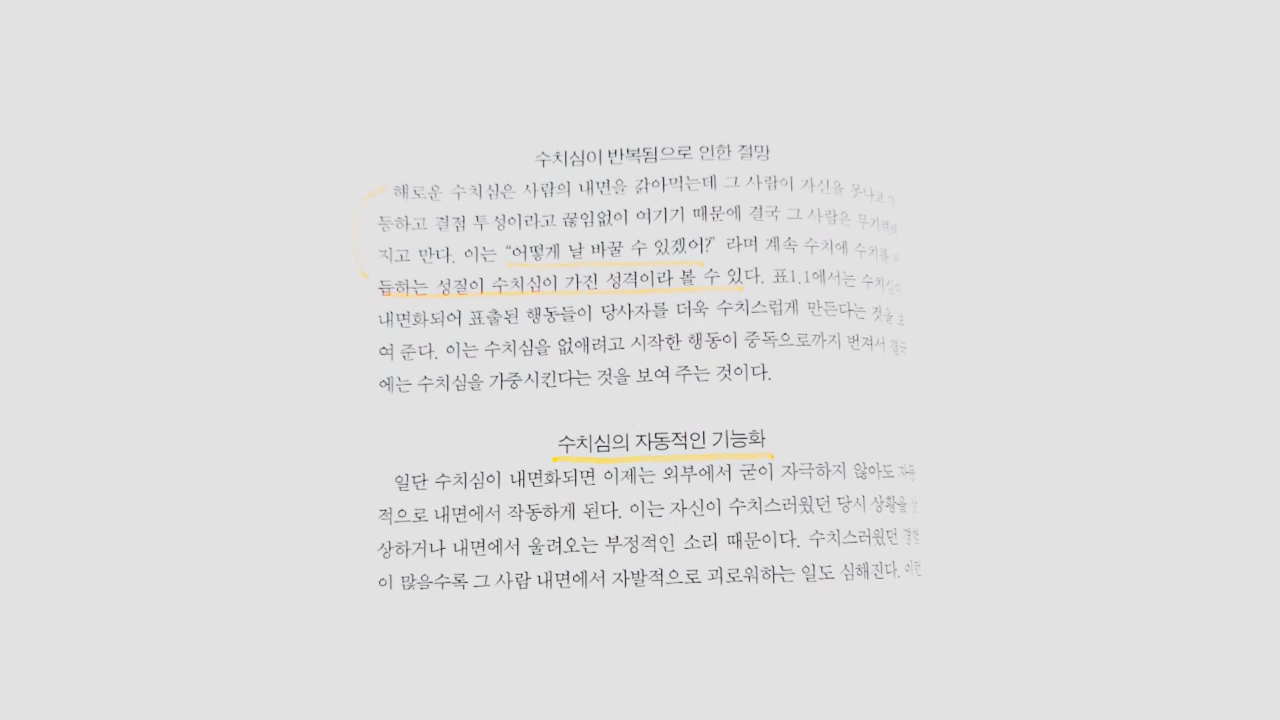 수치심이 반복됨으로 인한 절망
해로운 수치심은 사람의 내면을 갉아먹는데 그 사람이 자신을 못나고
등하고 결점 투성이라고 끊임없이 여기기 때문에 결국 그 사람은
지고 만다. 이는 “어떻게 날 바꿀 수 있겠어?” 라며 계속 수치에 수치를
듭하는 성질이 수치심이 가진 성격이라 볼 수 있다. 표1.1에서는
내면화되어 표출된 행동들이 당사자를 더욱 수치스럽게 만든다는 것을
여 준다. 이는 수치심을 없애려고 시작한 행동이 중독으로까지 번져서
에는 수치심을 가중시킨다는 것을 보여 주는 것이다.
수치심의 자동적인 기능화
일단 수치심이 내면화되면 이제는 외부에서 굳이 자극하지 않아도
적으로 내면에서 작동하게 된다. 이는 자신이 수치스러웠던 당시 상황을
상하거나 내면에서 울려오는 부정적인 소리 때문이다. 수치스러웠던
이 많을수록 그 사람 내면에서 자발적으로 괴로워하는 일도 심해진다.